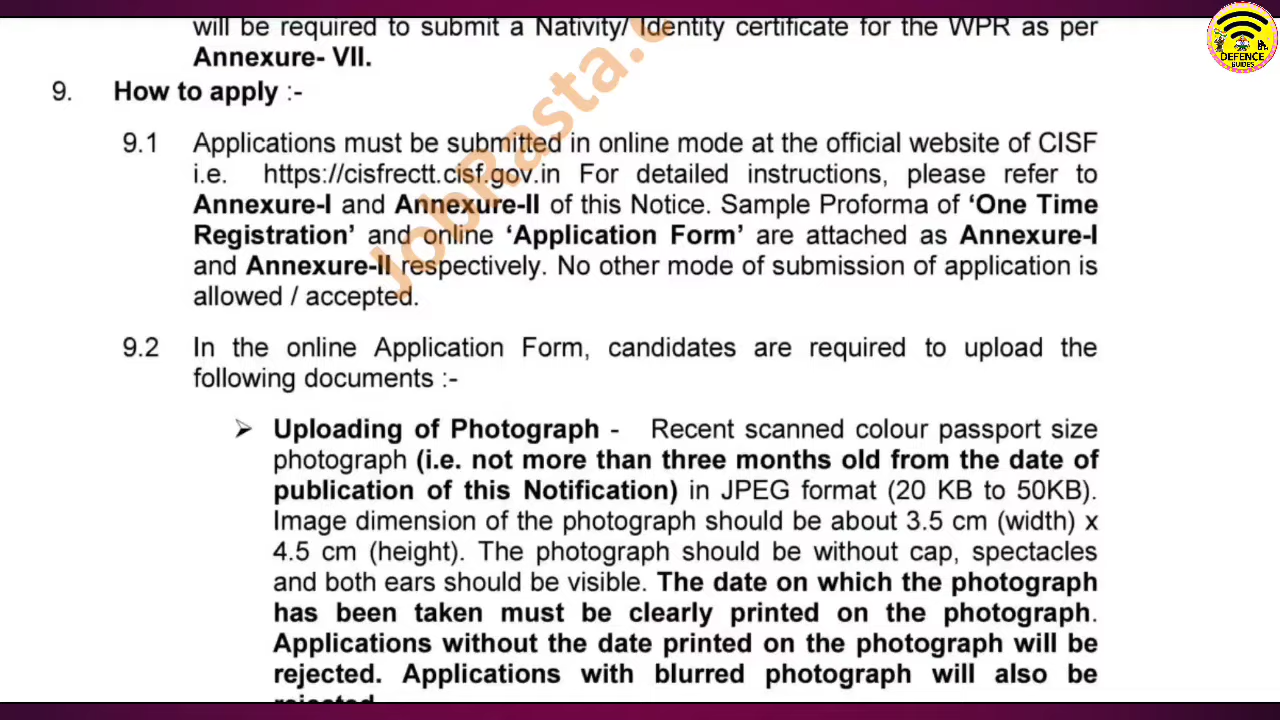 will be required to submit a Nativity/ Identity certificate for the WPR as per
Annexure- VII.
9. How to apply :-
9.1 Applications must be submitted in online mode at the official website of CISF
i.e. https://cisfrectt.cisf.gov.in For detailed instructions, please refer to
Annexure-I and Annexure-II of this Notice. Sample Proforma of ‘One Time
Registration’ and online ‘Application Form’ are attached as Annexure-I
and Annexure-II respectively. No other mode of submission of application is
allowed / accepted.
9.2 In the online Application Form, candidates are required to upload the
following documents :-
➢ Uploading of Photograph - Recent scanned colour passport size
photograph (i.e. not more than three months old from the date of
publication of this Notification) in JPEG format (20 KB to 50KB).
Image dimension of the photograph should be about 3.5 cm (width) x
4.5 cm (height). The photograph should be without cap, spectacles
and both ears should be visible. The date on which the photograph
has been taken must be clearly printed on the photograph.
Applications without the date printed on the photograph will be
rejected. Applications with blurred photograph will also be
rejected.
JobRasta.c
DEFENCE
GUIDES